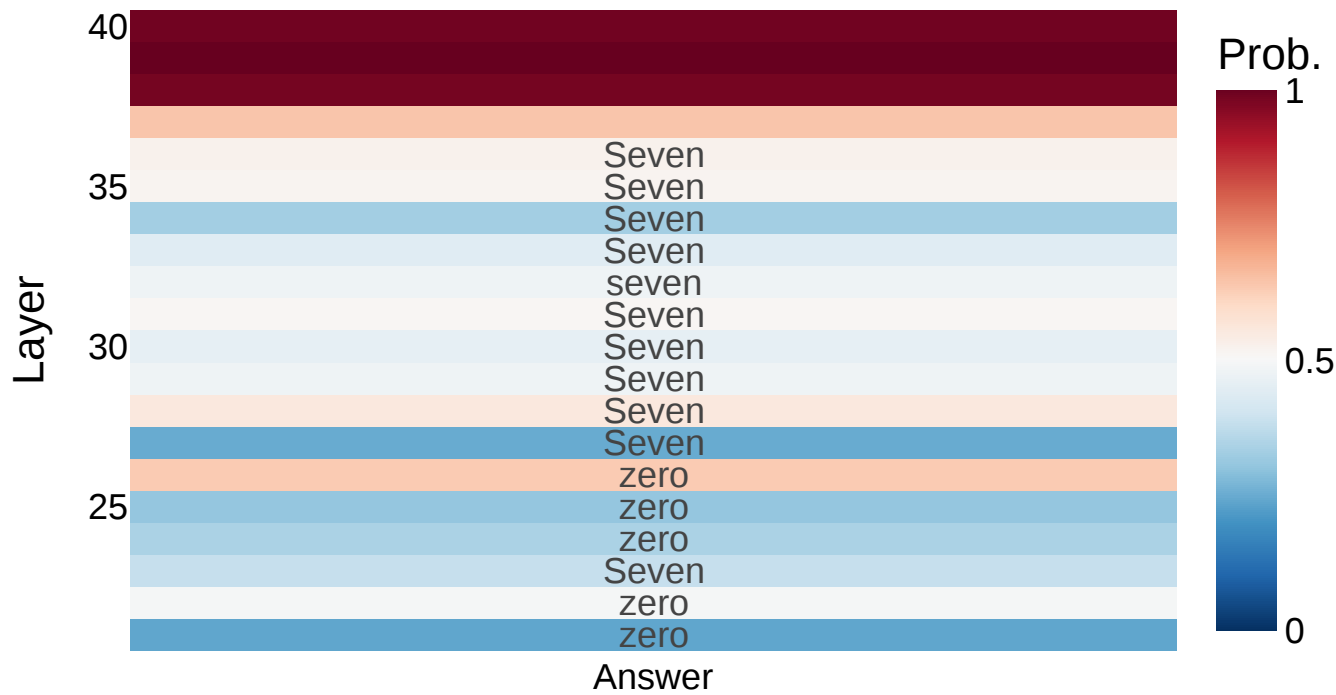 Prob.
40
1
Seven
35
Seven
Seven
Seven
seven
Layer
Seven
30
Seven
0.5
Seven
Seven
Seven
zero
25
zero
zero
Seven
zero
zero
0
Answer